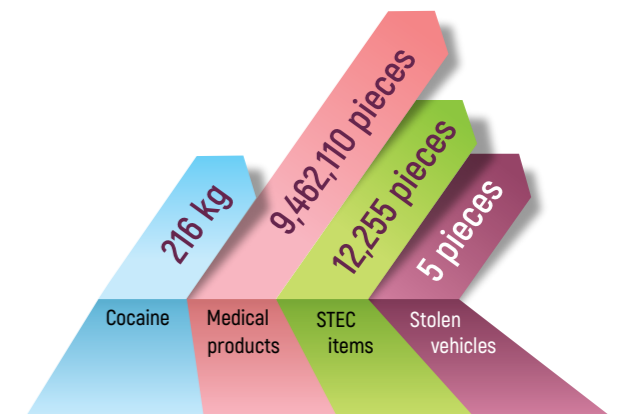 216 kg
9,462,110 pieces
12,255 pieces
5 pieces
Cocaine
Medical
products
STEC
items
Stolen
vehicles